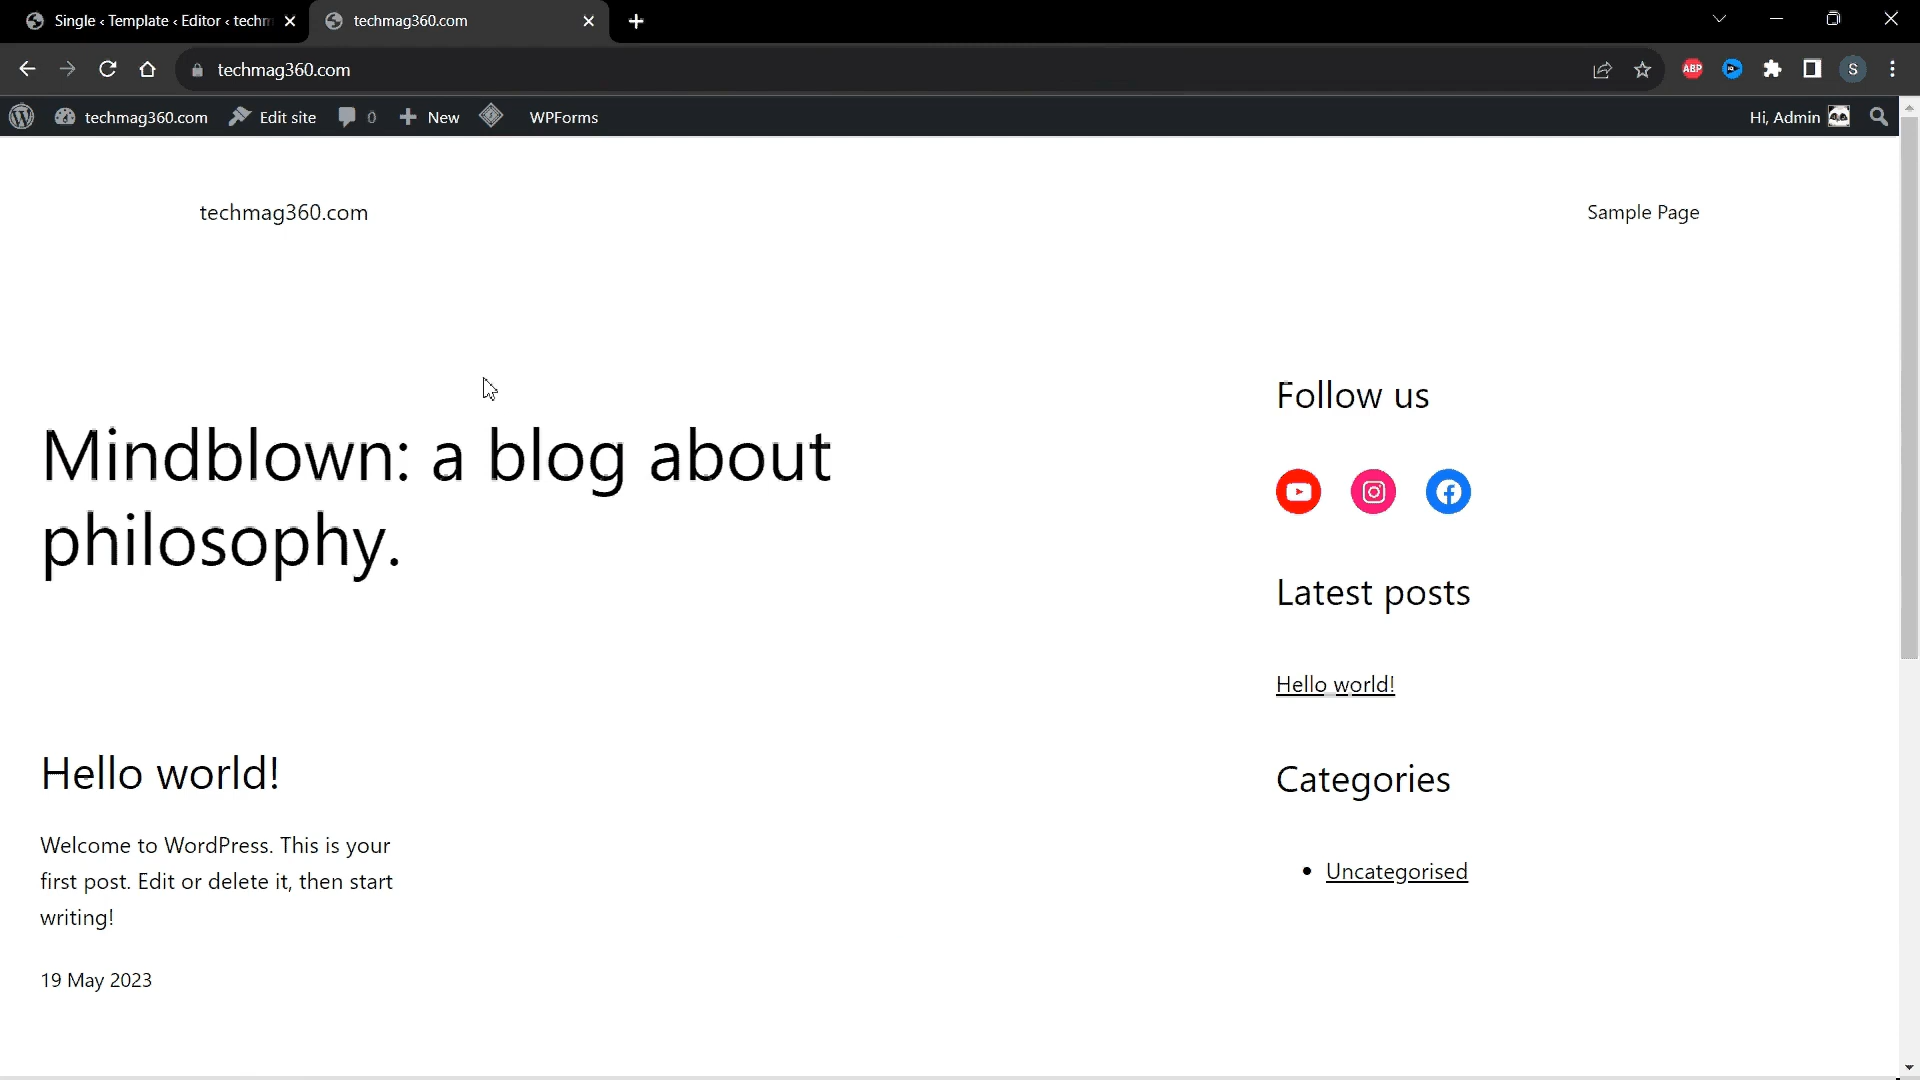 Single ‹ Template ‹ Editor ‹ techm
techmag360.com
techmag360.com
ABP
S
techmag360.com
Edit site
0
New
WPForms
Hi, Admin
techmag360.com
Sample Page
Mindblown: a blog about
philosophy.
Hello world!
Welcome to WordPress. This is your
first post. Edit or delete it, then start
writing!
19 May 2023
Follow us
Latest posts
Hello world!
Categories
Uncategorised